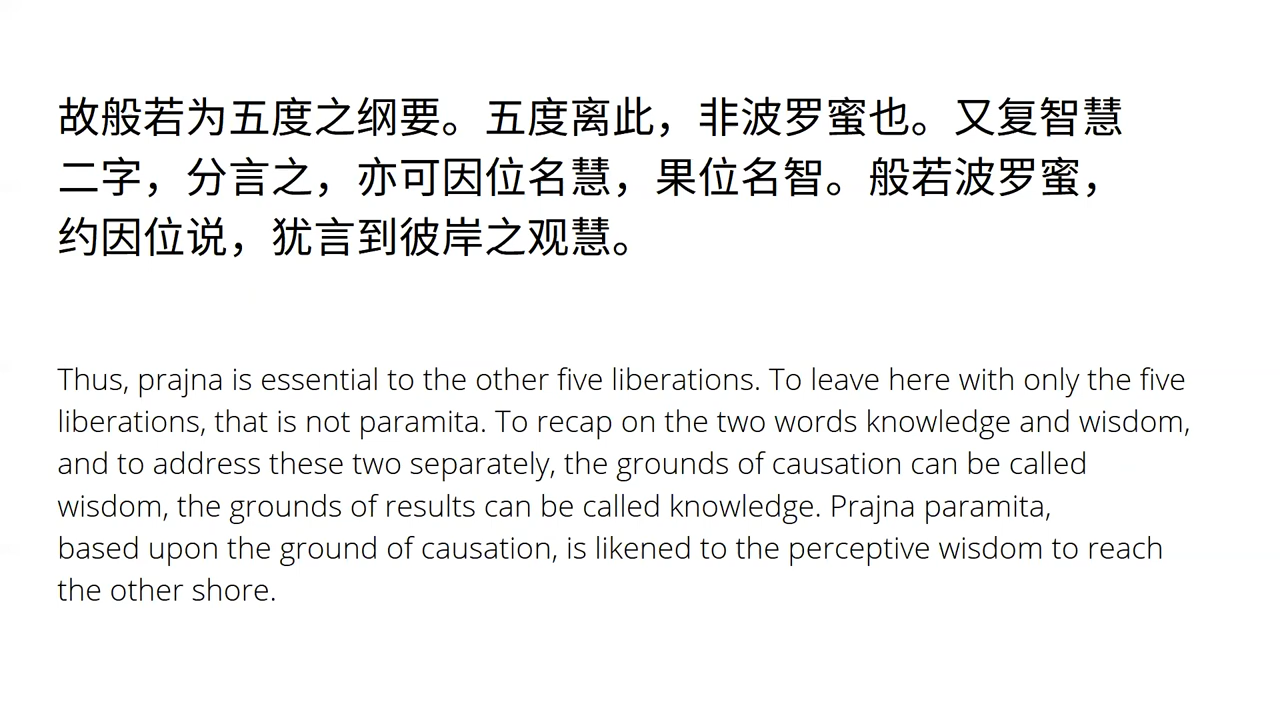 故般若为五度之纲要。五度离此，非波罗蜜也。又复智慧
二字，分言之，亦可因位名慧，果位名智。般若波罗蜜，
约因位说，犹言到彼岸之观慧。
Thus, prajna is essential to the other five liberations. To leave here with only the five
liberations, that is not paramita. To recap on the two words knowledge and wisdom,
and to address these two separately, the grounds of causation can be called
wisdom, the grounds of results can be called knowledge. Prajna paramita,
based upon the ground of causation, is likened to the perceptive wisdom to reach
the other shore.